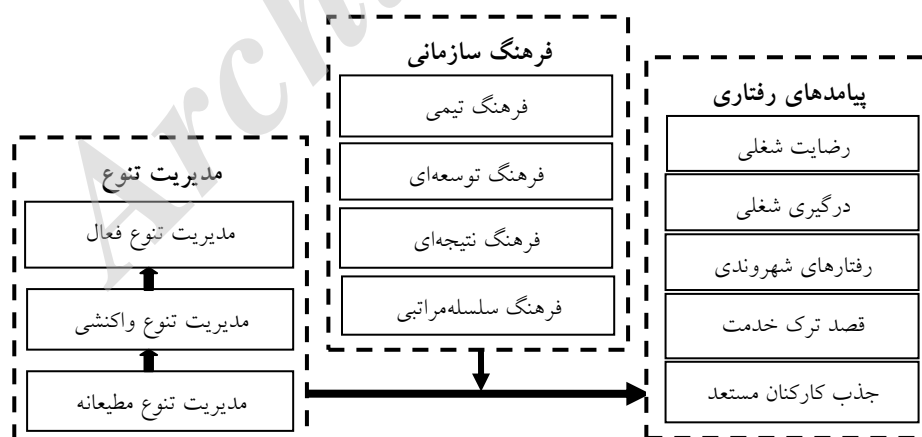 فرهنگ سازمانی
فرهنگ تیمی
فرهنگ توسعه‌ای
فرهنگ نتیجه‌ای
فرهنگ سلسله‌مراتبی
پیامدهای رفتاری
رضایت شغلی
درگیری شغلی
رفتارهای شهروندی
قصد ترک خدمت
جذب کارکنان مستعد
مدیریت تنوع
مدیریت تنوع فعال
مدیریت تنوع واکنشی
مدیریت تنوع مطیعانه